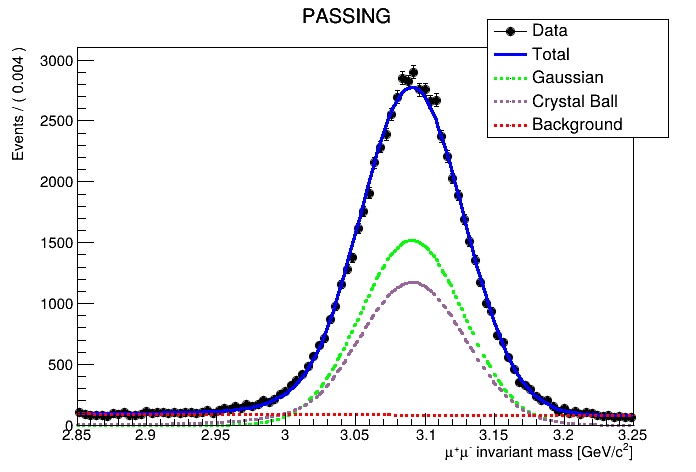 PASSING
Data
Total
Gaussian
Crystal Ball
Background
Events / ( 0.004 )
3000
2500
2000
1500
1000
500
0
2.85 2.9 2.95 3 3.05 3.1 3.15 3.2 3.25
μ⁺μ⁻ invariant mass [GeV/c²]